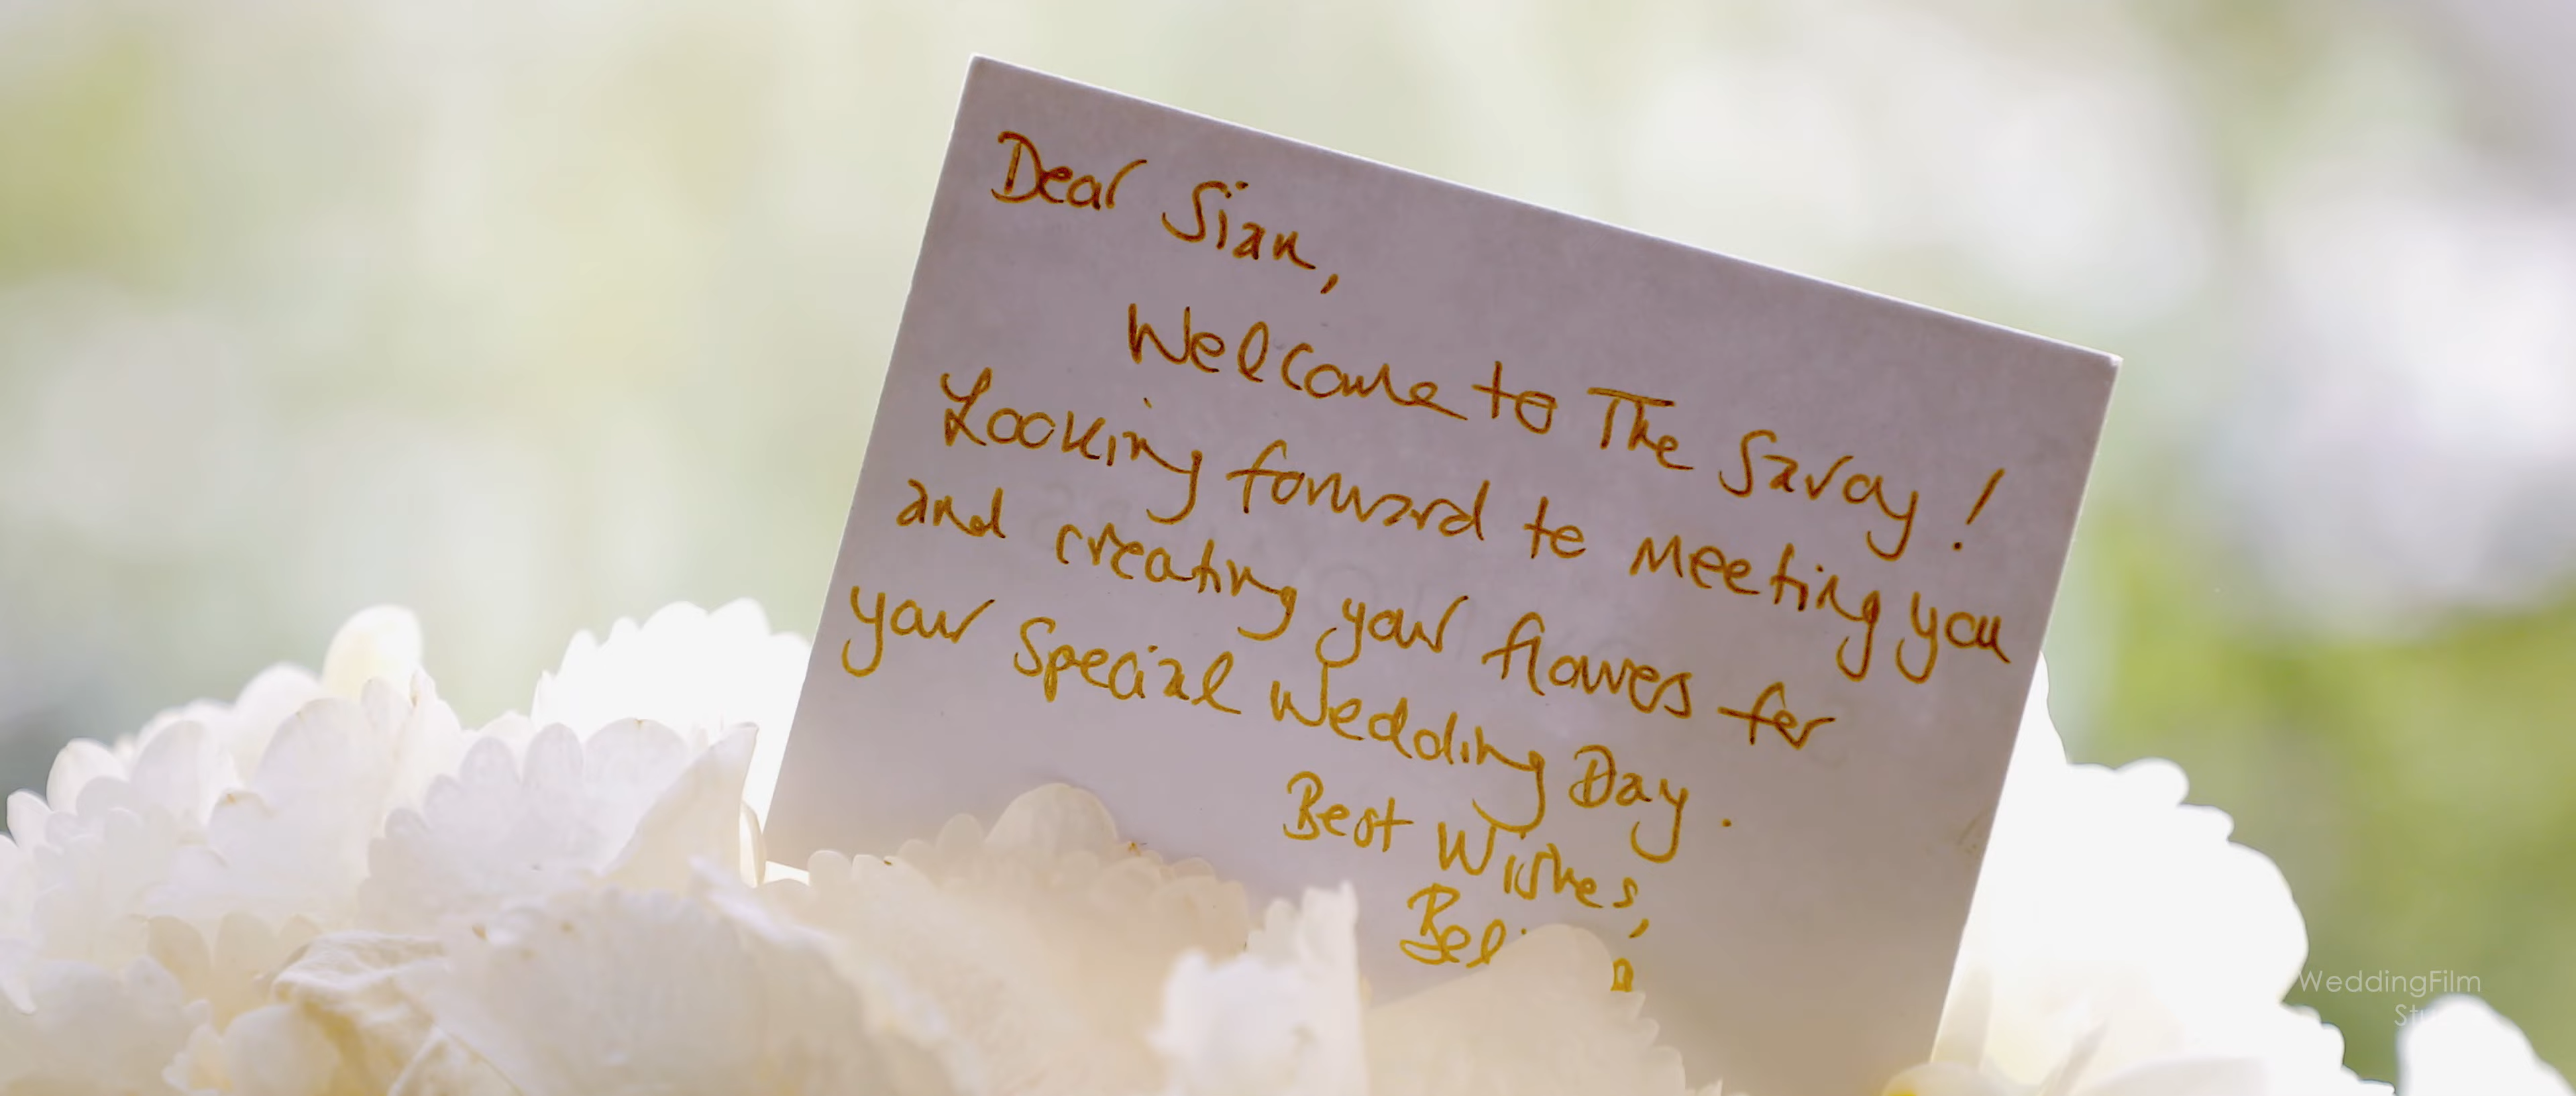 Dear Sian,
Welcome to The Savoy!
Looking forward to meeting you
and creating your flowers for
your Special Wedding Day.
Best Wishes,
WeddingFilm